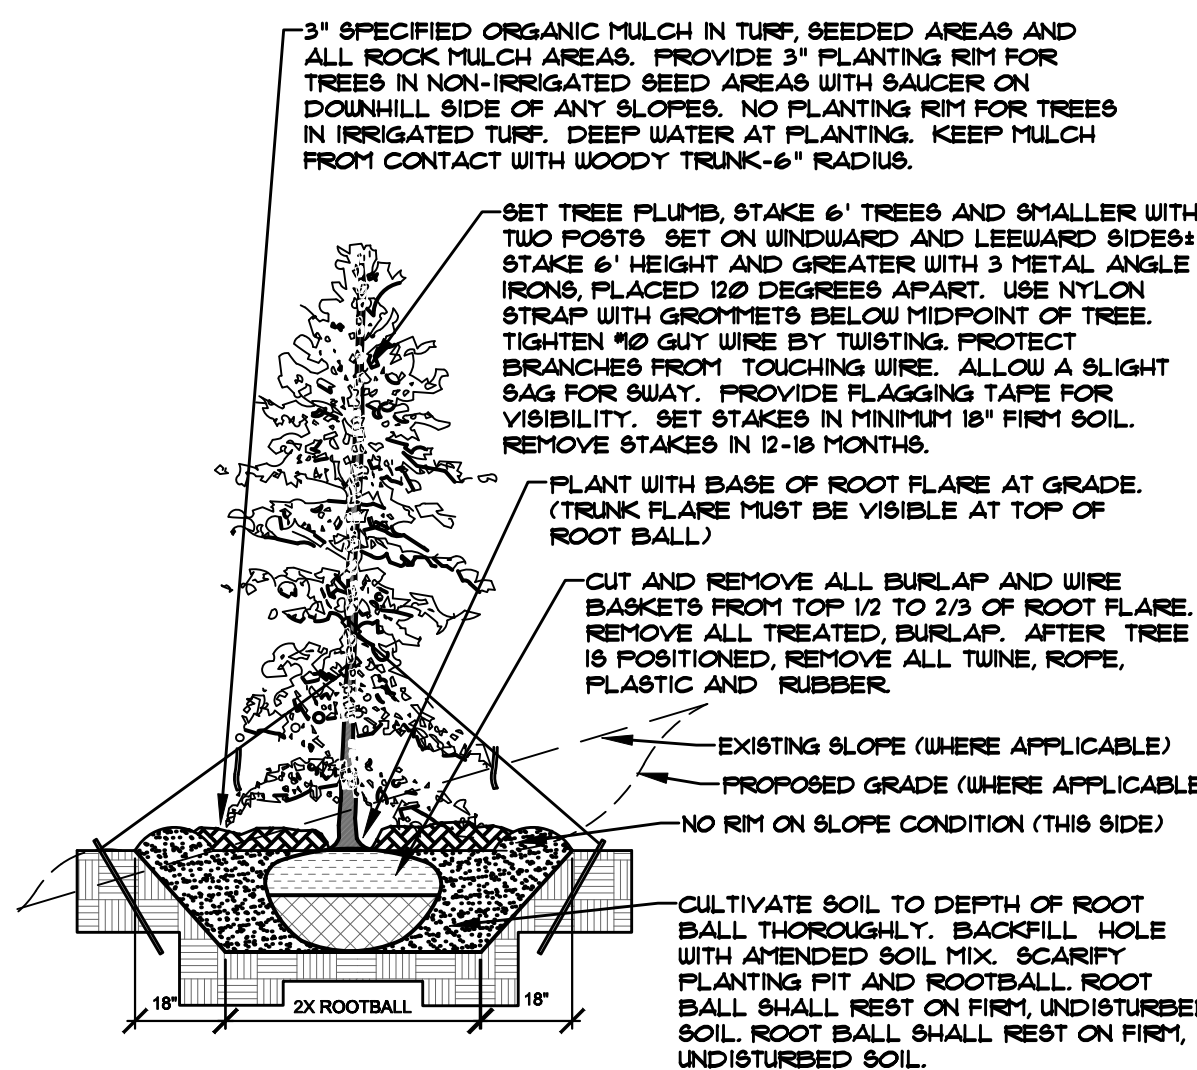 3" SPECIFIED ORGANIC MULCH IN TURF, SEEDED AREAS AND
ALL ROCK MULCH AREAS.  PROVIDE 3" PLANTING RIM FOR
TREES IN NON-IRRIGATED SEED AREAS WITH SAUCER ON
DOWNHILL SIDE OF ANY SLOPES.  NO PLANTING RIM FOR TREES
IN IRRIGATED TURF.  DEEP WATER AT PLANTING.  KEEP MULCH
FROM CONTACT WITH WOODY TRUNK-6" RADIUS.
SET TREE PLUMB, STAKE 6' TREES AND SMALLER WITH
TWO POSTS  SET ON WINDWARD AND LEEWARD SIDES±
STAKE 6' HEIGHT AND GREATER WITH 3 METAL ANGLE
IRONS, PLACED 120 DEGREES APART.  USE NYLON
STRAP WITH GROMMETS BELOW MIDPOINT OF TREE.
TIGHTEN #10 GUY WIRE BY TWISTING. PROTECT
BRANCHES FROM  TOUCHING WIRE.  ALLOW A SLIGHT
SAG FOR SWAY.  PROVIDE FLAGGING TAPE FOR
VISIBILITY.  SET STAKES IN MINIMUM 18" FIRM SOIL.
REMOVE STAKES IN 12-18 MONTHS.
PLANT WITH BASE OF ROOT FLARE AT GRADE.
(TRUNK FLARE MUST BE VISIBLE AT TOP OF
ROOT BALL)
CUT AND REMOVE ALL BURLAP AND WIRE
BASKETS FROM TOP 1/2 TO 2/3 OF ROOT FLARE.
REMOVE ALL TREATED, BURLAP.  AFTER  TREE
IS POSITIONED, REMOVE ALL TWINE, ROPE,
PLASTIC AND  RUBBER.
EXISTING SLOPE (WHERE APPLICABLE)
PROPOSED GRADE (WHERE APPLICABLE
NO RIM ON SLOPE CONDITION (THIS SIDE)
CULTIVATE SOIL TO DEPTH OF ROOT
BALL THOROUGHLY.  BACKFILL  HOLE
WITH AMENDED SOIL MIX.  SCARIFY
PLANTING PIT AND ROOTBALL. ROOT
BALL SHALL REST ON FIRM, UNDISTURBED
SOIL. ROOT BALL SHALL REST ON FIRM,
UNDISTURBED SOIL.
18" 2X ROOTBALL 18"